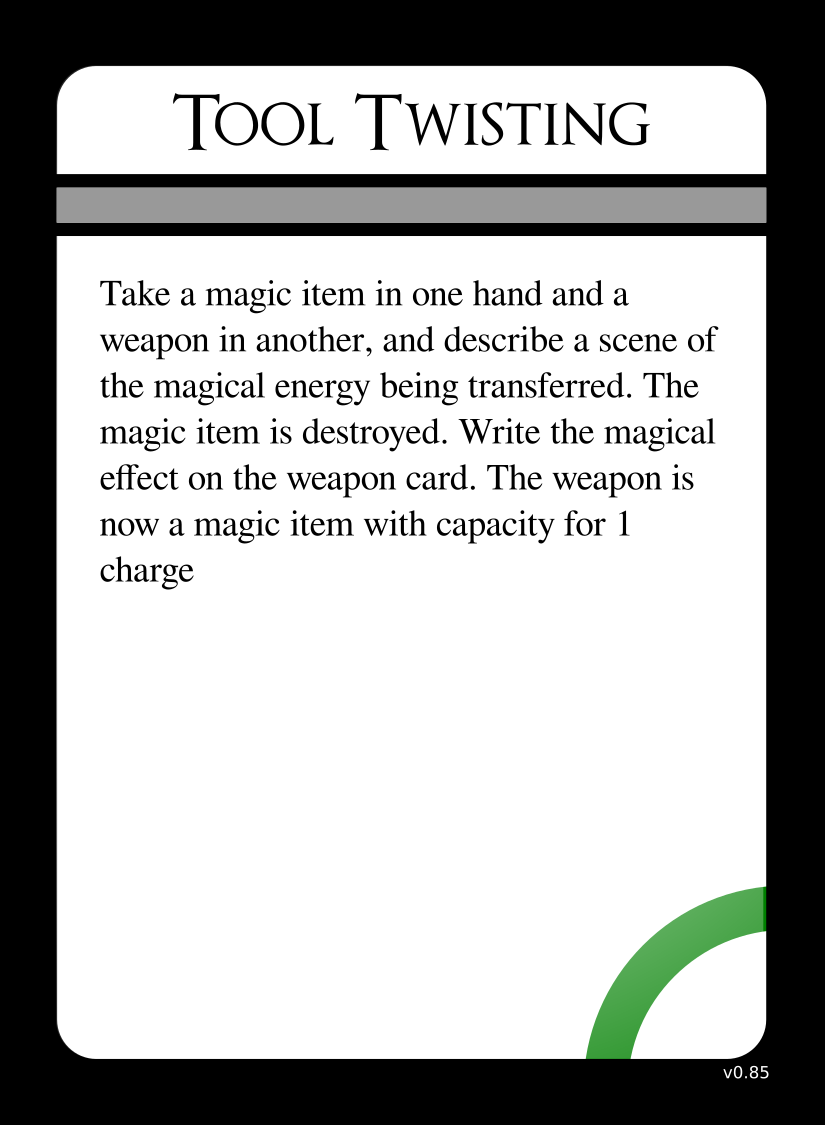 Tool Twisting
Take a magic item in one hand and a
weapon in another, and describe a scene of
the magical energy being transferred. The
magic item is destroyed. Write the magical
effect on the weapon card. The weapon is
now a magic item with capacity for 1
charge
v0.85